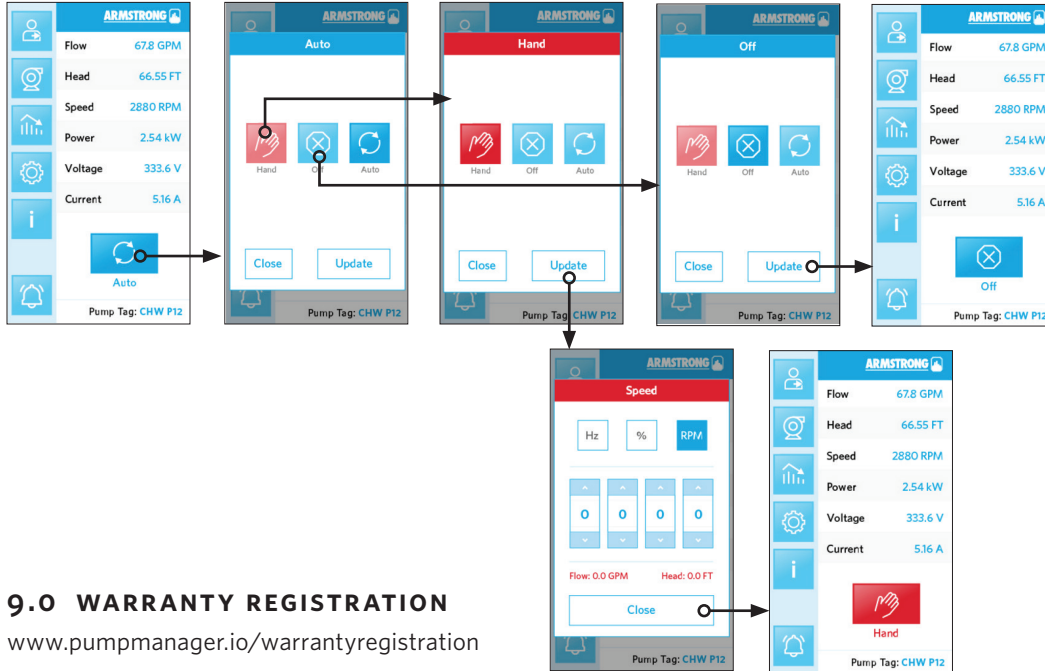 ARMSTRONG
Flow 67.8 GPM
Head 66.55 FT
Speed 2880 RPM
Power 2.54 kW
Voltage 333.6 V
Current 5.16 A
i
Auto
Pump Tag: CHW P12
ARMSTRONG
Auto
Hand Off Auto
Close Update
Pump Tag: CHW P12
ARMSTRONG
Hand
Hand Off Auto
Close Update
Pump Tag: CHW P12
ARMSTRONG
Off
Hand Off Auto
Close Update
Pump Tag: CHW P12
ARMSTRONG
Flow 67.8 GPM
Head 66.55 FT
Speed 2880 RPM
Power 2.54 kW
Voltage 333.6 V
Current 5.16 A
i
Off
Pump Tag: CHW P12
ARMSTRONG
Speed
Hz % RPM
0 0 0 0
Flow: 0.0 GPM Head: 0.0 FT
Close
Pump Tag: CHW P12
ARMSTRONG
Flow 67.8 GPM
Head 66.55 FT
Speed 2880 RPM
Power 2.54 kW
Voltage 333.6 V
Current 5.16 A
i
Hand
Pump Tag: CHW P12
9.0 WARRANTY REGISTRATION
www.pumpmanager.io/warrantyregistration